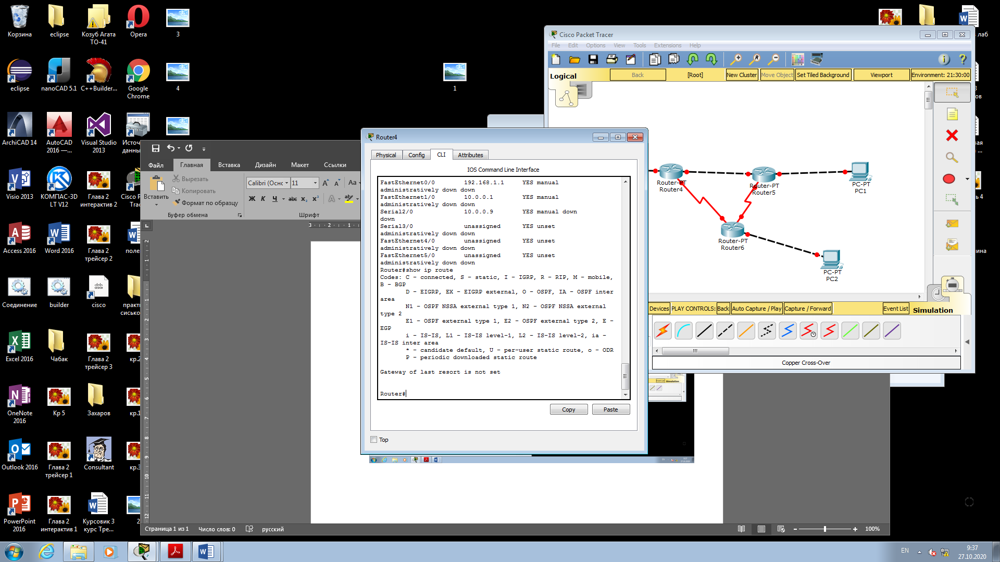 Корзина
eclipse
Козуб Агата
ТО-41
Opera
3
eclipse
nanoCAD 5.1
C++Builder...
Google
Chrome
4
1
ArchiCAD 14
AutoCAD
2016 —...
Visual Studio
2013
Источ
данны
Visio 2013
КОМПАС-3D
LT V12
Глава 2
интерактив 2
Cisco P
Trac
Access 2016
Word 2016
Глава 2
трейсер 2
поле
Соединение
builder
cisco
практ
сисько
Excel 2016
Чабак
Глава 2
трейсер 3
кр.2
OneNote
2016
Кр 5
Захаров
кр.1
Outlook 2016
Глава 2
трейсер 1
Consultant
кр.3
PowerPoint
2016
Глава 2
интерактив 1
Курсовик 3
курс Тре...
2
Файл
Главная
Вставка
Дизайн
Макет
Ссылки
Вставить
Вырезать
Копировать
Формат по образцу
Буфер обмена
Calibri (Оснс
11
Aa
Ж К Ч abc x₂ x²
Шрифт
3 2 1
Страница 1 из 1
Число слов: 0
русский
100%
Router4
Physical
Config
CLI
Attributes
IOS Command Line Interface
FastEthernet0/0 192.168.1.1 YES manual
administratively down down
FastEthernet1/0 10.0.0.1 YES manual
administratively down down
Serial2/0 10.0.0.9 YES manual down
down
Serial3/0 unassigned YES unset
administratively down down
FastEthernet4/0 unassigned YES unset
administratively down down
FastEthernet5/0 unassigned YES unset
administratively down down
Router#show ip route
Codes: C - connected, S - static, I - IGRP, R - RIP, M - mobile,
B - BGP
D - EIGRP, EX - EIGRP external, O - OSPF, IA - OSPF inter
area
N1 - OSPF NSSA external type 1, N2 - OSPF NSSA external
type 2
E1 - OSPF external type 1, E2 - OSPF external type 2, E -
EGP
i - IS-IS, L1 - IS-IS level-1, L2 - IS-IS level-2, ia -
IS-IS inter area
* - candidate default, U - per-user static route, o - ODR
P - periodic downloaded static route
Gateway of last resort is not set
Router#
Copy
Paste
Top
Cisco Packet Tracer
File Edit Options View Tools Extensions Help
Logical
Back
[Root]
New Cluster
Move Object
Set Tiled Background
Viewport
Environment: 21:30:00
Router-PT
Router4
Router-PT
Router5
PC-PT
PC1
Router-PT
Router6
PC-PT
PC2
Devices
PLAY CONTROLS:
Back
Auto Capture / Play
Capture / Forward
Event List
Simulation
Copper Cross-Over
лаб
EN
9:37
27.10.2020